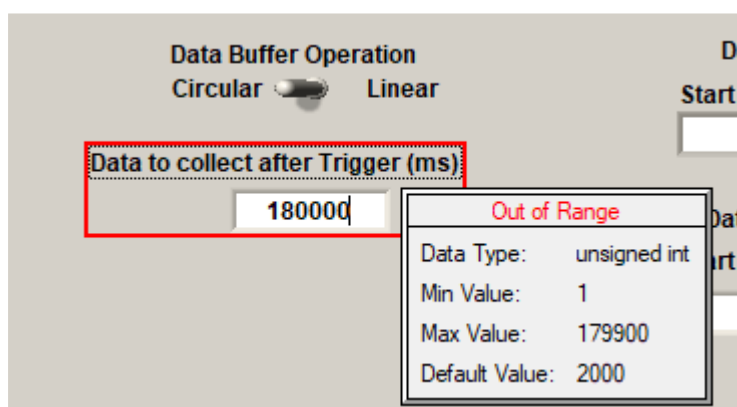 Data Buffer Operation
Circular Linear
D
Start
Data to collect after Trigger (ms)
180000
Out of Range
Data Type: unsigned int
Min Value: 1
Max Value: 179900
Default Value: 2000